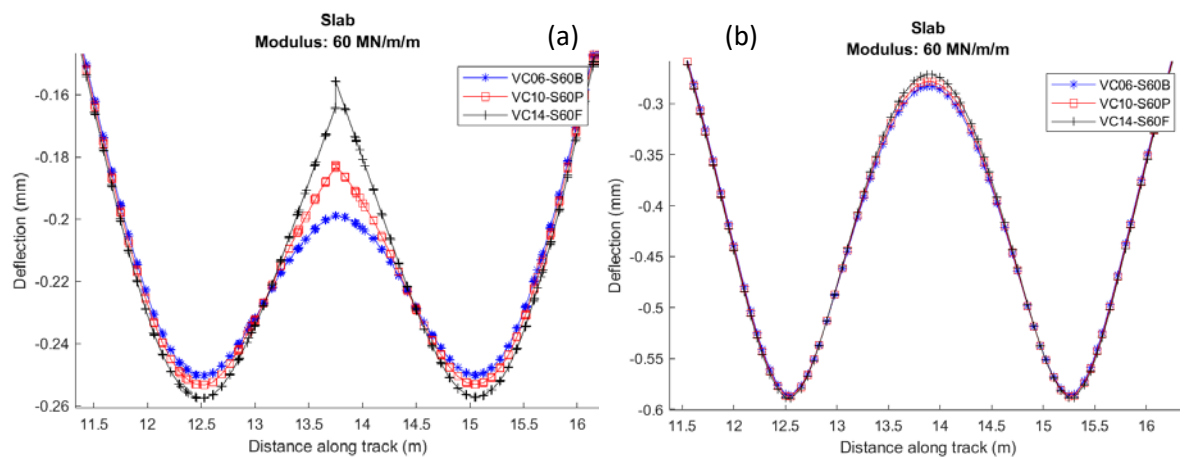 Slab
Modulus: 60 MN/m/m
(a)
VC06-S60B
VC10-S60P
VC14-S60F
-0.16
-0.18
-0.2
-0.22
-0.24
-0.26
Deflection (mm)
11.5 12 12.5 13 13.5 14 14.5 15 15.5 16
Distance along track (m)
Slab
Modulus: 60 MN/m/m
(b)
VC06-S60B
VC10-S60P
VC14-S60F
-0.3
-0.35
-0.4
-0.45
-0.5
-0.55
-0.6
Deflection (mm)
11.5 12 12.5 13 13.5 14 14.5 15 15.5 16
Distance along track (m)